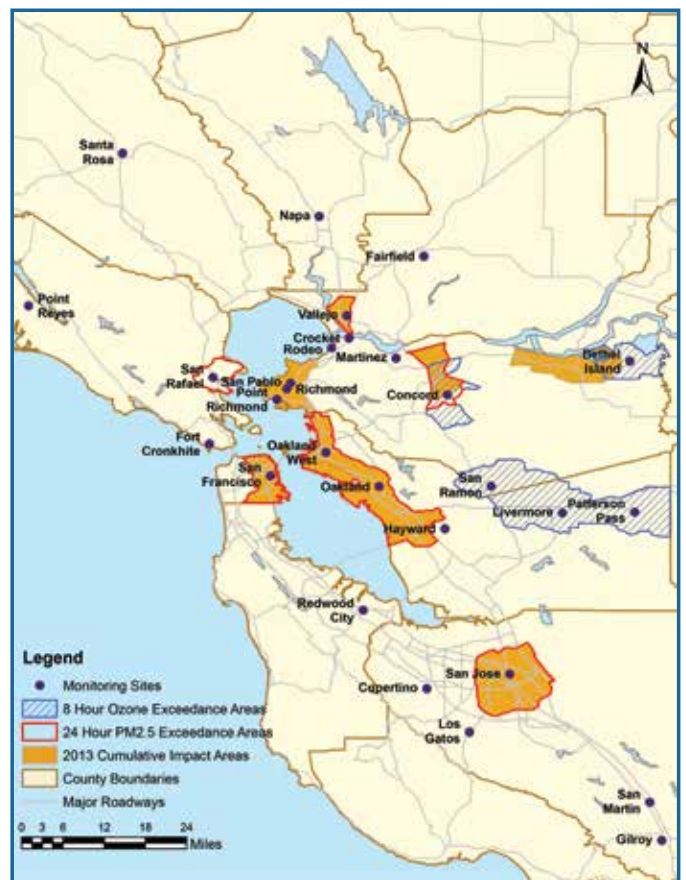 N
Santa
Rosa
Napa
Fairfield
Point
Reyes
Vallejo
Crocket
Rodeo
Martinez
Bethel
Island
San
Rafael
San Pablo
Richmond
Point
Richmond
Concord
Fort
Cronkhite
Oakland
West
San
Francisco
Oakland
San
Ramon
Livermore
Patterson
Pass
Hayward
Redwood
City
San Jose
Cupertino
Los
Gatos
San
Martin
Gilroy
Legend
Monitoring Sites
8 Hour Ozone Exceedance Areas
24 Hour PM2.5 Exceedance Areas
2013 Cumulative Impact Areas
County Boundaries
Major Roadways
0 3 6 12 18 24
Miles